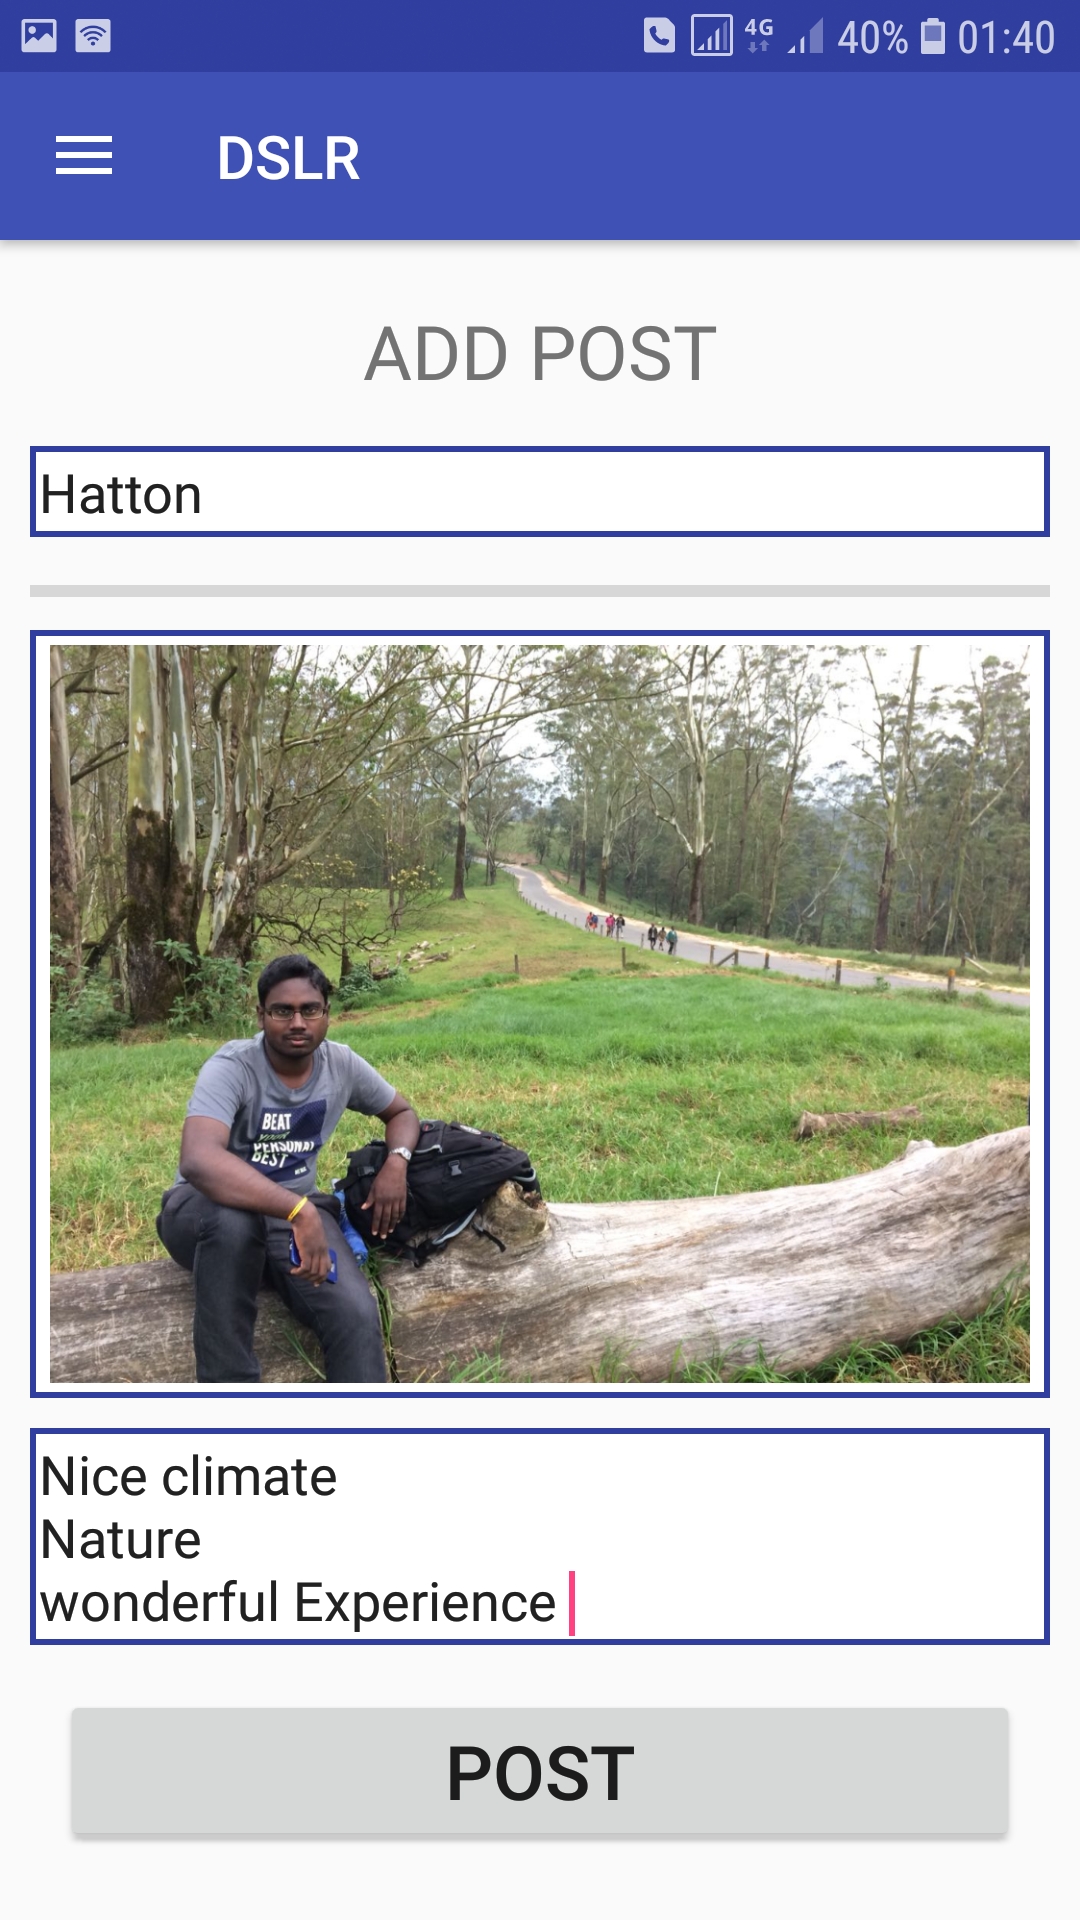 4G 40% 01:40
DSLR
ADD POST
Hatton
BEAT
YOUR
PERSONAL
BEST
Nice climate
Nature
wonderful Experience
POST